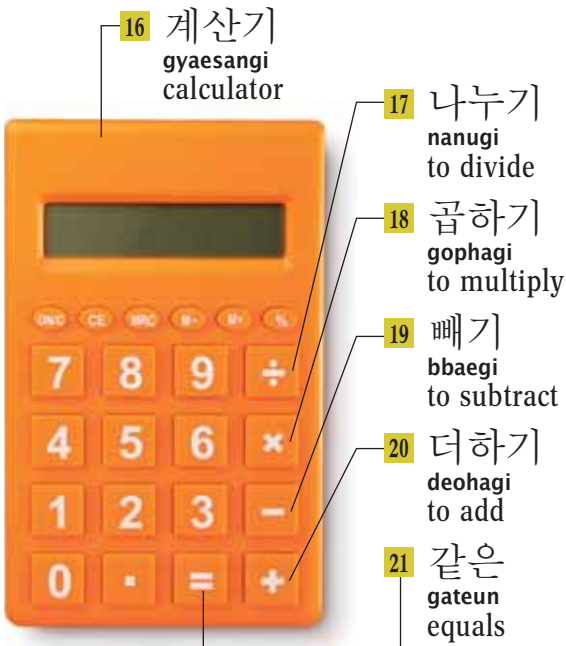 16 계산기
gyaesangi
calculator
17 나누기
nanugi
to divide
18 곱하기
gophagi
to multiply
19 빼기
bbaegi
to subtract
20 더하기
deohagi
to add
21 같은
gateun
equals
ON/C CE MRC M− M+ %
7 8 9 ÷
4 5 6 ×
1 2 3 −
0 . = +